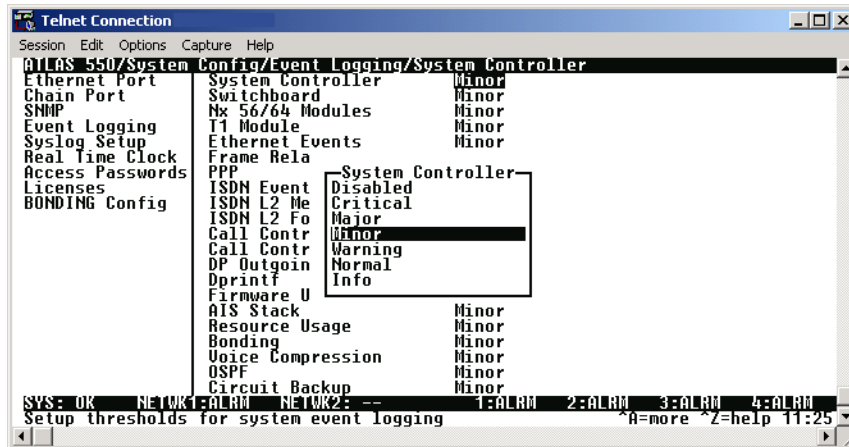 Telnet Connection
Session Edit Options Capture Help
ATLAS 550/System Config/Event Logging/System Controller
Ethernet Port System Controller Minor
Chain Port Switchboard Minor
SNMP Nx 56/64 Modules Minor
Event Logging T1 Module Minor
Syslog Setup Ethernet Events Minor
Real Time Clock Frame Rela
Access Passwords PPP System Controller
Licenses ISDN Event Disabled
BONDING Config ISDN L2 Me Critical
ISDN L2 Fo Major
Call Contr Minor
Call Contr Warning
DP Outgoin Normal
Dprintf Info
Firmware U
AIS Stack Minor
Resource Usage Minor
Bonding Minor
Voice Compression Minor
OSPF Minor
Circuit Backup Minor
SYS: OK NETWK1:ALRM NETWK2: -- 1:ALRM 2:ALRM 3:ALRM 4:ALRM
Setup thresholds for system event logging ^A=more ^Z=help 11:25